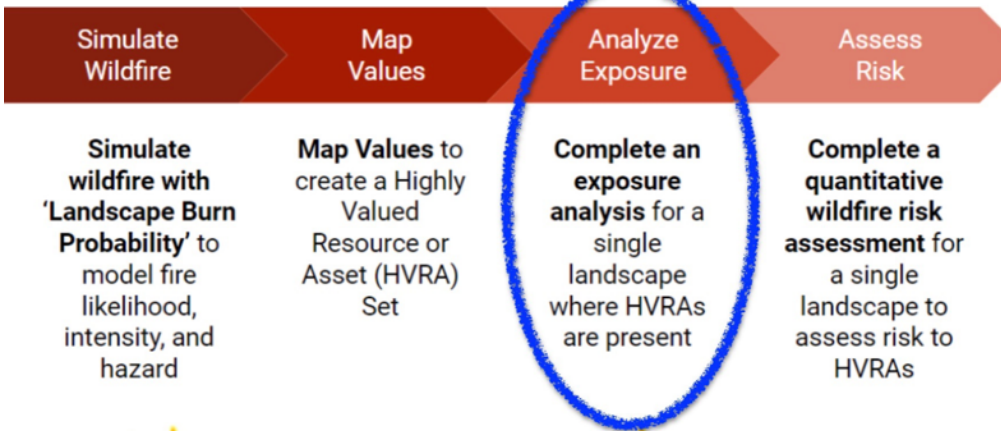 Simulate
Wildfire
Map
Values
Analyze
Exposure
Assess
Risk
Simulate
wildfire with
‘Landscape Burn
Probability’ to
model fire
likelihood,
intensity, and
hazard
Map Values to
create a Highly
Valued
Resource or
Asset (HVRA)
Set
Complete an
exposure
analysis for a
single
landscape
where HVRAs
are present
Complete a
quantitative
wildfire risk
assessment for
a single
landscape to
assess risk to
HVRAs